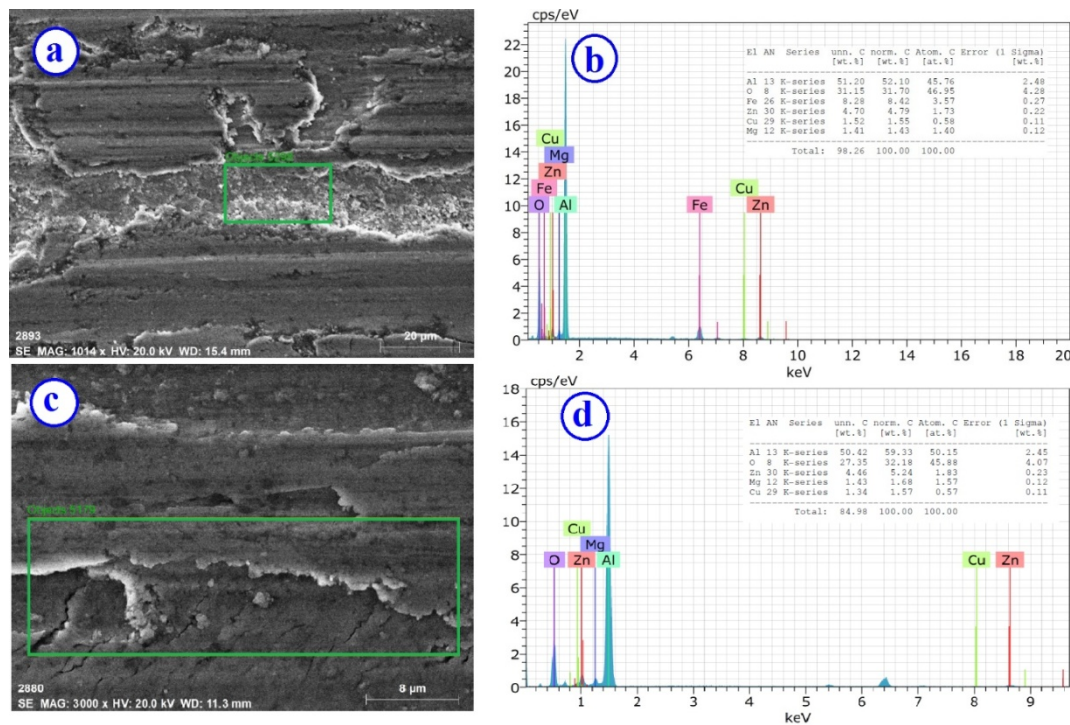 a
2893
SE MAG: 1014 x HV: 20.0 kV WD: 15.4 mm
20 µm
b
cps/eV
22
20
18
16
14
12
10
8
6
4
2
0
El AN Series unn. C norm. C Atom. C Error (1 Sigma)
[wt.%] [wt.%] [at.%] [wt.%]
Al 13 K-series 51.20 52.10 45.76 2.48
O 8 K-series 31.15 31.70 46.95 4.28
Fe 26 K-series 8.28 8.42 3.57 0.27
Zn 30 K-series 4.70 4.79 1.73 0.22
Cu 29 K-series 1.52 1.55 0.58 0.11
Mg 12 K-series 1.41 1.43 1.40 0.12
Total: 98.26 100.00 100.00
Cu
Mg
Zn
Fe
O Al Fe Cu Zn
2 4 6 8 10 12 14 16 18 20
keV
c
2880
SE MAG: 3000 x HV: 20.0 kV WD: 11.3 mm
8 µm
d
cps/eV
18
16
14
12
10
8
6
4
2
0
El AN Series unn. C norm. C Atom. C Error (1 Sigma)
[wt.%] [wt.%] [at.%] [wt.%]
Al 13 K-series 50.42 59.33 50.15 2.45
O 8 K-series 27.35 32.18 45.88 4.07
Zn 30 K-series 4.46 5.24 1.83 0.23
Mg 12 K-series 1.43 1.68 1.57 0.12
Cu 29 K-series 1.34 1.57 0.57 0.11
Total: 84.98 100.00 100.00
Cu
Mg
O Zn Al Cu Zn
1 2 3 4 5 6 7 8 9
keV